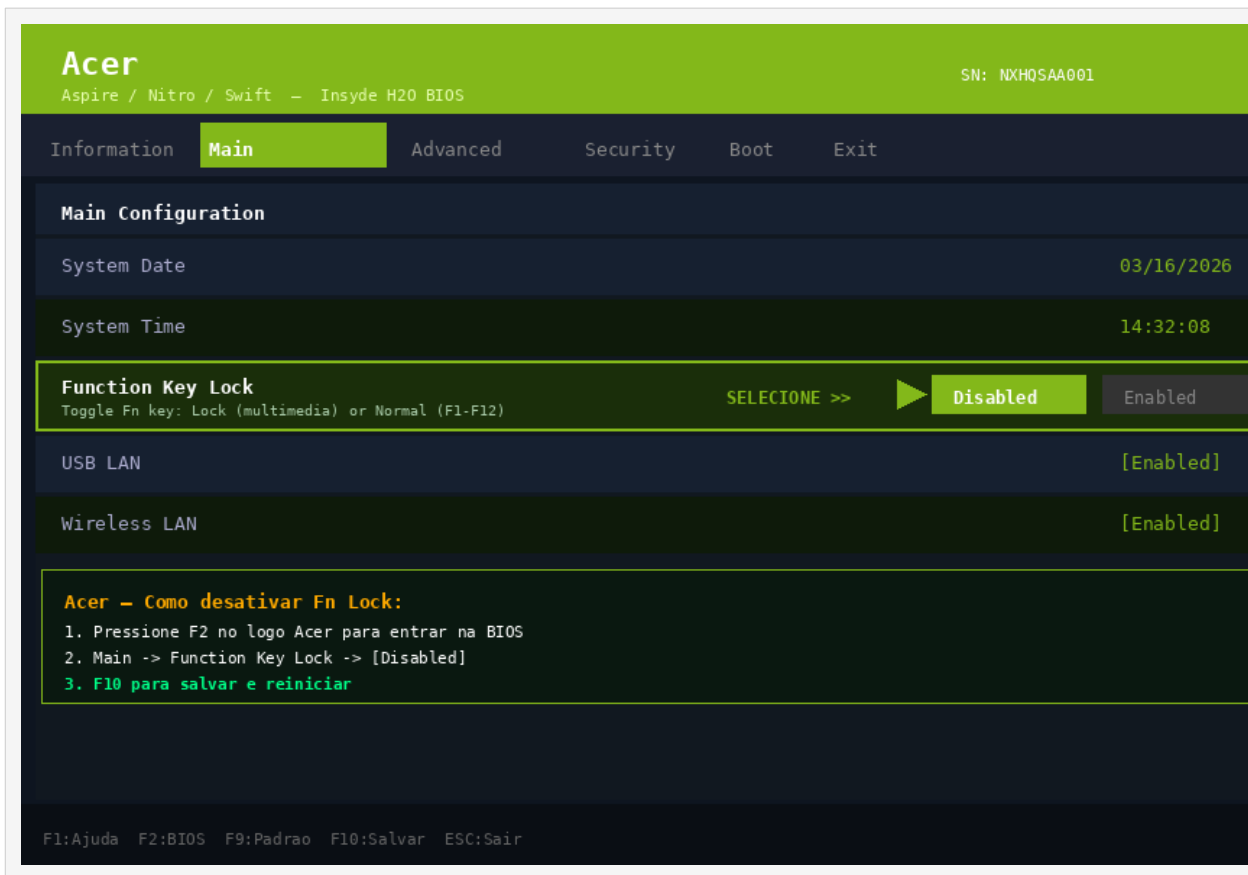 Acer
Aspire / Nitro / Swift — Insyde H2O BIOS
SN: NXHQSAA001
Information Main Advanced Security Boot Exit
Main Configuration
System Date 03/16/2026
System Time 14:32:08
Function Key Lock
Toggle Fn key: Lock (multimedia) or Normal (F1-F12)
SELECIONE >> Disabled Enabled
USB LAN [Enabled]
Wireless LAN [Enabled]
Acer — Como desativar Fn Lock:
1. Pressione F2 no logo Acer para entrar na BIOS
2. Main -> Function Key Lock -> [Disabled]
3. F10 para salvar e reiniciar
F1:Ajuda F2:BIOS F9:Padrao F10:Salvar ESC:Sair